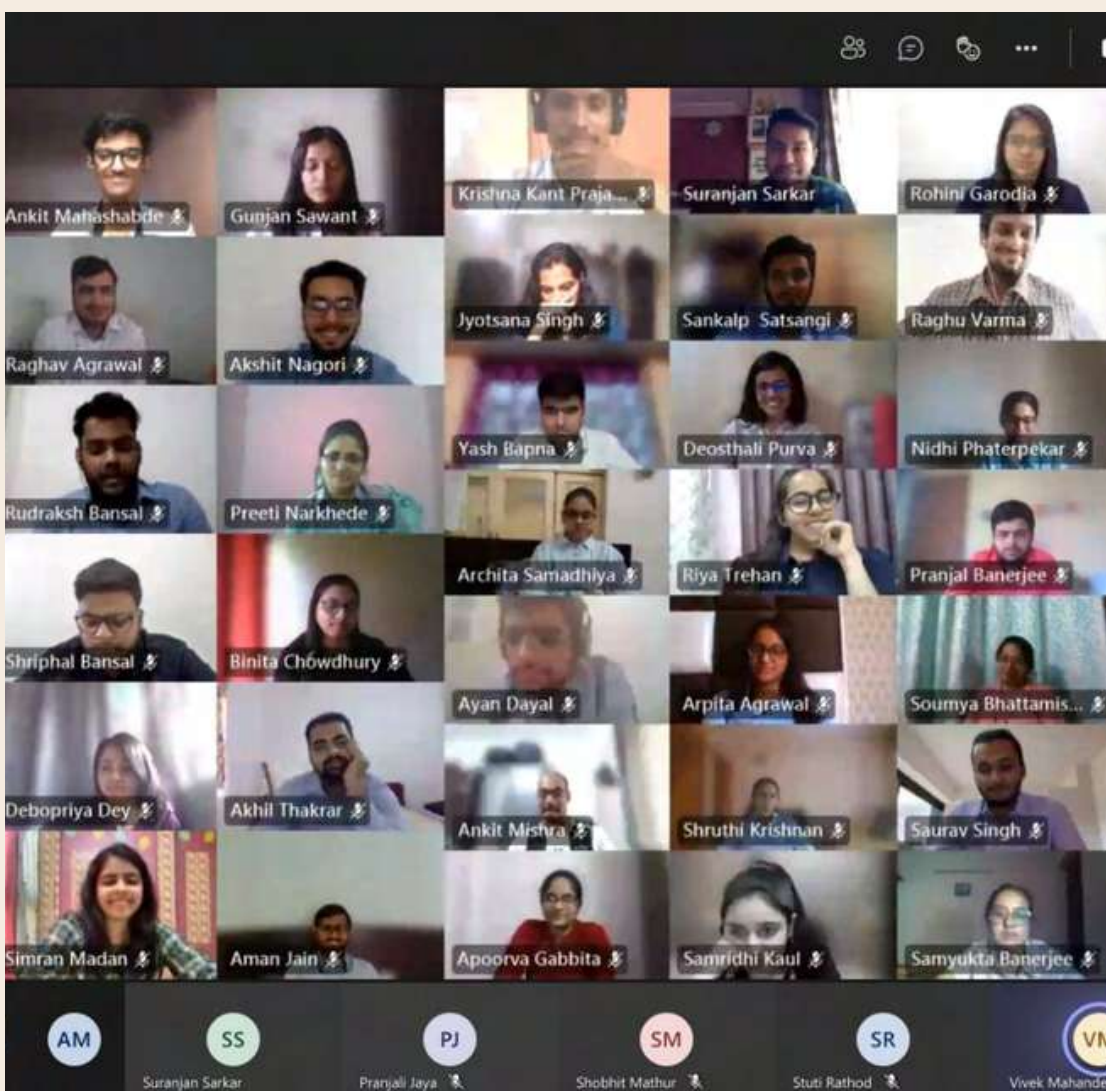 Ankit Mahashabde
Gunjan Sawant
Krishna Kant Praja...
Suranjan Sarkar
Rohini Garodia
Raghav Agrawal
Akshit Nagori
Jyotsana Singh
Sankalp Satsangi
Raghu Varma
Rudraksh Bansal
Preeti Narkhede
Yash Bapna
Deosthali Purva
Nidhi Phaterpekar
Shriphal Bansal
Binita Chowdhury
Archita Samadhiya
Riya Trehan
Pranjal Banerjee
Debopriya Dey
Akhil Thakrar
Ayan Dayal
Arpita Agrawal
Soumya Bhattamis...
Simran Madan
Aman Jain
Ankit Mishra
Shruthi Krishnan
Saurav Singh
Apoorva Gabbita
Samridhi Kaul
Samyukta Banerjee
AM
SS
PJ
SM
SR
VM
Suranjan Sarkar
Pranjali Jaya
Shobhit Mathur
Stuti Rathod
Vivek